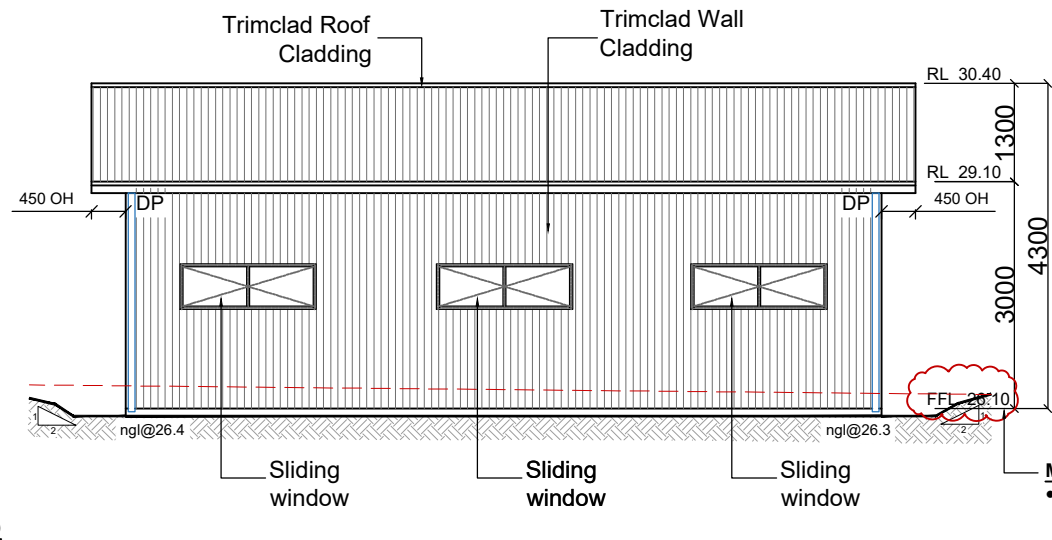 Trimclad Roof
Cladding
Trimclad Wall
Cladding
RL 30.40
1300
RL 29.10
450 OH
DP
DP
450 OH
4300
3000
FFL 26.10
1
2
1
2
ngl@26.4
ngl@26.3
Sliding
window
Sliding
window
Sliding
window
M
•